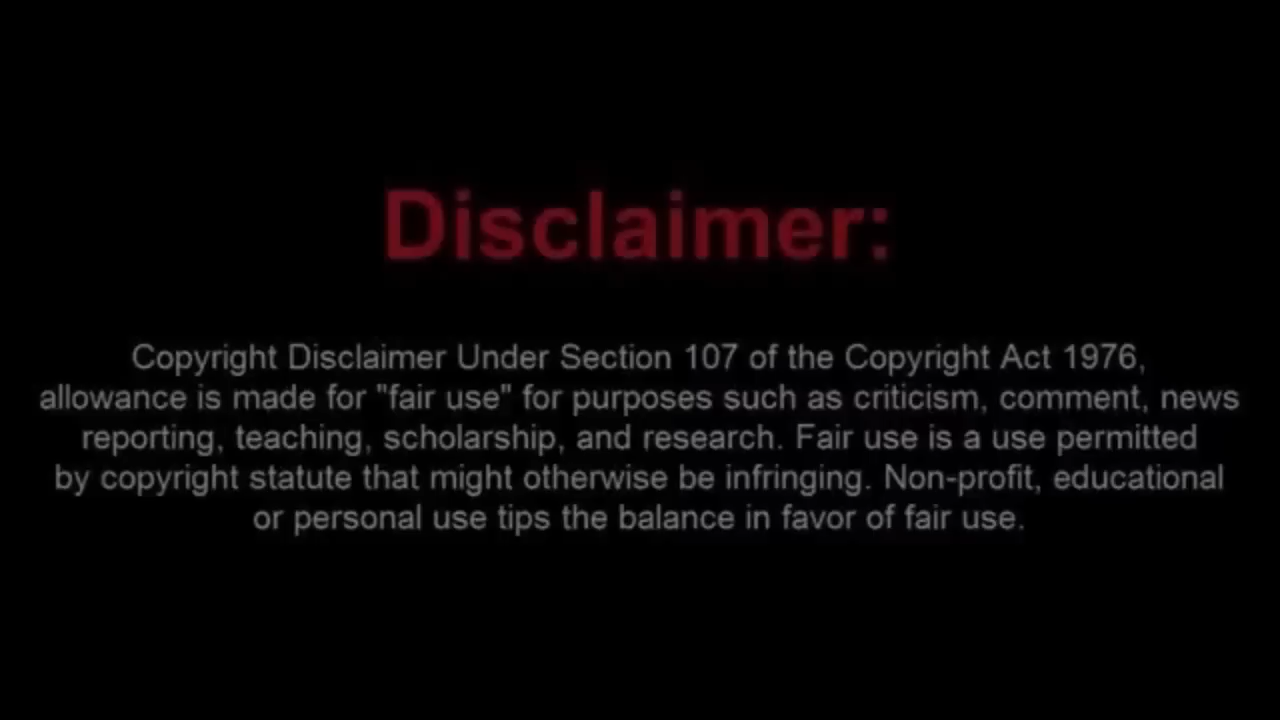 Disclaimer:
Copyright Disclaimer Under Section 107 of the Copyright Act 1976,
allowance is made for "fair use" for purposes such as criticism, comment, news
reporting, teaching, scholarship, and research. Fair use is a use permitted
by copyright statute that might otherwise be infringing. Non-profit, educational
or personal use tips the balance in favor of fair use.